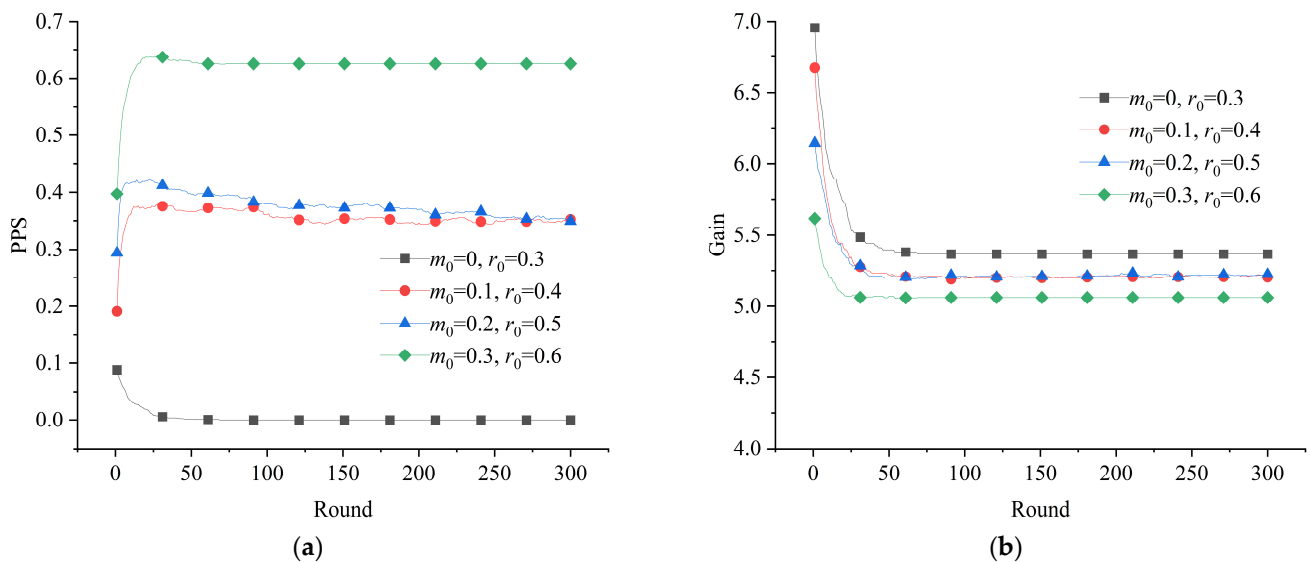 0.7
0.6
0.5
0.4
0.3
0.2
0.1
0.0
PPS
m0=0, r0=0.3
m0=0.1, r0=0.4
m0=0.2, r0=0.5
m0=0.3, r0=0.6
0 50 100 150 200 250 300
Round
(a)
7.0
6.5
6.0
5.5
5.0
4.5
4.0
Gain
m0=0, r0=0.3
m0=0.1, r0=0.4
m0=0.2, r0=0.5
m0=0.3, r0=0.6
0 50 100 150 200 250 300
Round
(b)